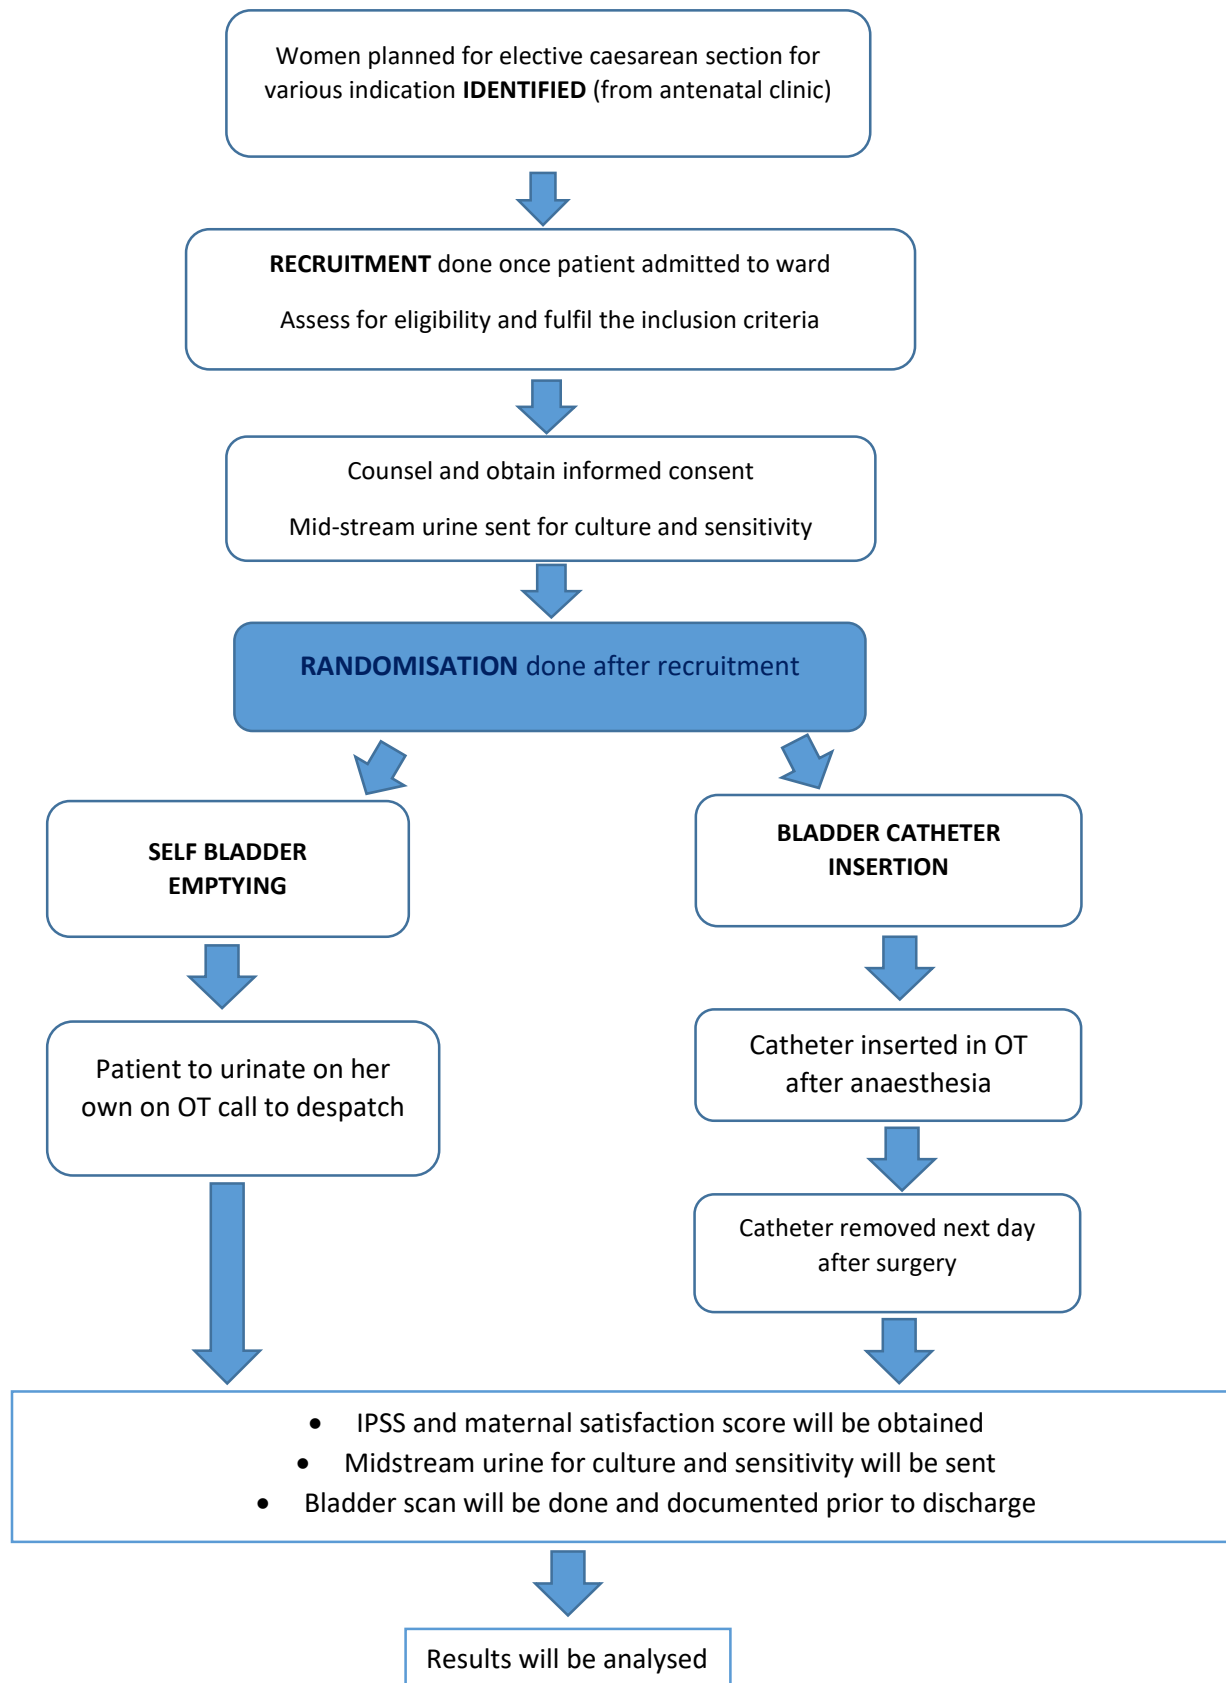 Women planned for elective caesarean section for
various indication IDENTIFIED (from antenatal clinic)
RECRUITMENT done once patient admitted to ward
Assess for eligibility and fulfil the inclusion criteria
Counsel and obtain informed consent
Mid-stream urine sent for culture and sensitivity
RANDOMISATION done after recruitment
SELF BLADDER
EMPTYING
Patient to urinate on her
own on OT call to despatch
BLADDER CATHETER
INSERTION
Catheter inserted in OT
after anaesthesia
Catheter removed next day
after surgery
• IPSS and maternal satisfaction score will be obtained
• Midstream urine for culture and sensitivity will be sent
• Bladder scan will be done and documented prior to discharge
Results will be analysed